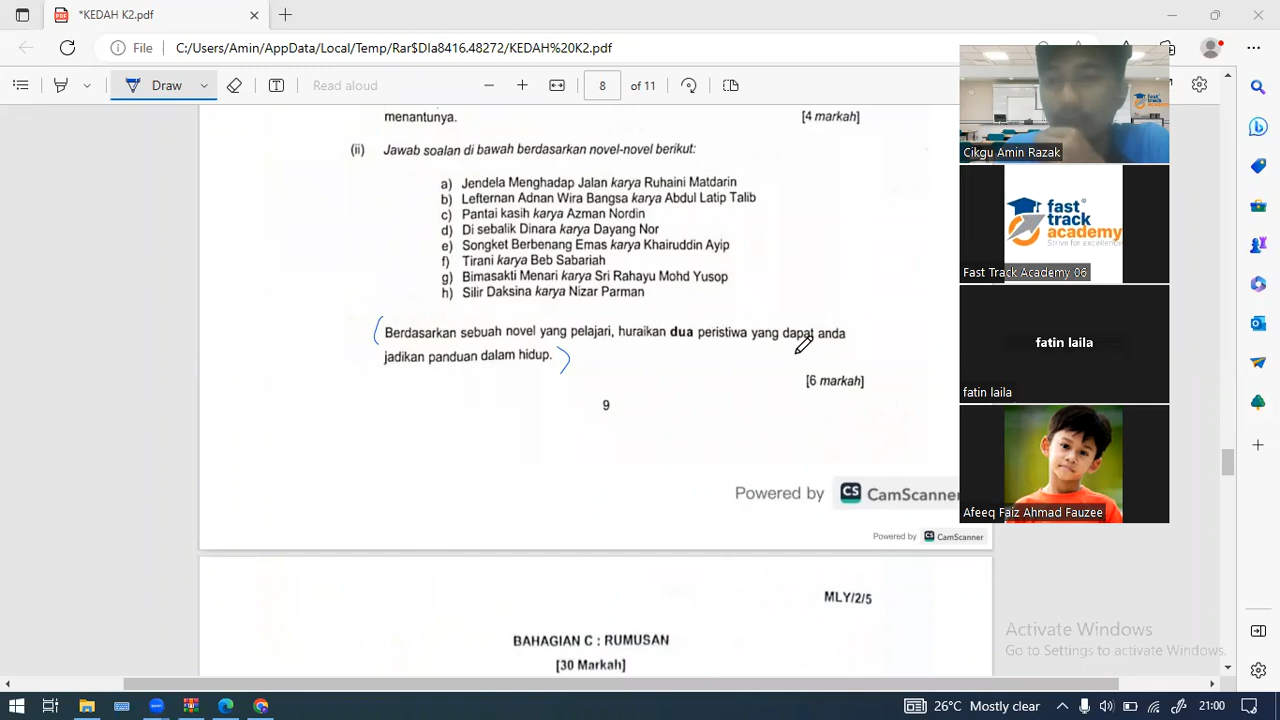 *KEDAH K2.pdf
File
C:/Users/Amin/AppData/Local/Temp/Rar$DIa8416.48272/KEDAH%20K2.pdf
Draw
Read aloud
8
of 11
menantunya.
[4 markah]
(ii) Jawab soalan di bawah berdasarkan novel-novel berikut:
a) Jendela Menghadap Jalan karya Ruhaini Matdarin
b) Lefternan Adnan Wira Bangsa karya Abdul Latip Talib
c) Pantai kasih karya Azman Nordin
d) Di sebalik Dinara karya Dayang Nor
e) Songket Berbenang Emas karya Khairuddin Ayip
f) Tirani karya Beb Sabariah
g) Bimasakti Menari karya Sri Rahayu Mohd Yusop
h) Silir Daksina karya Nizar Parman
Berdasarkan sebuah novel yang pelajari, huraikan dua peristiwa yang dapat anda
jadikan panduan dalam hidup.
[6 markah]
9
Powered by CS CamScanner
Powered by CS CamScanner
MLY/2/5
BAHAGIAN C : RUMUSAN
[30 Markah]
Cikgu Amin Razak
fast
track
academy
Strive for excellence
Fast Track Academy 06
fatin laila
fatin laila
Afeeq Faiz Ahmad Fauzee
Activate Windows
Go to Settings to activate Windows.
26°C Mostly clear
21:00